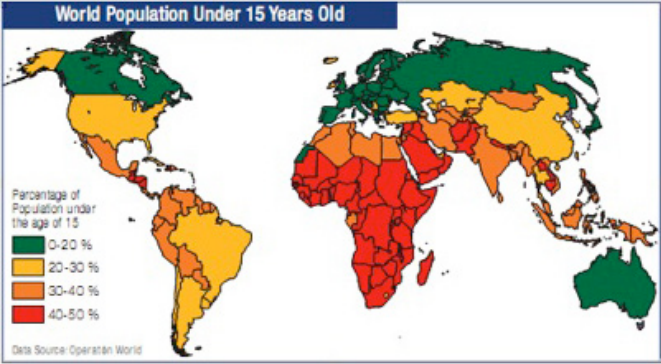 World Population Under 15 Years Old
Percentage of
Population under
the age of 15
0-20 %
20-30 %
30-40 %
40-50 %
Data Source: Operation World